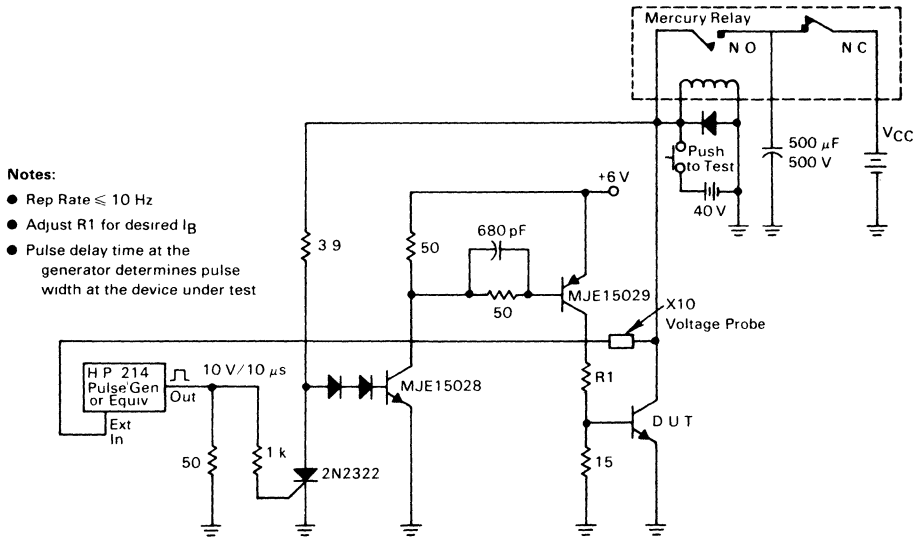 Mercury Relay
N O
N C
VCC
500 µF
500 V
Push
to Test
40 V
+6 V
Notes:
● Rep Rate ⩽ 10 Hz
● Adjust R1 for desired IB
● Pulse delay time at the
generator determines pulse
width at the device under test
3 9
50
680 pF
50
MJE15029
X10
Voltage Probe
H P 214
Pulse Gen
or Equiv
Out
Ext
In
10 V/10 µs
MJE15028
R1
D U T
50
1 k
2N2322
15